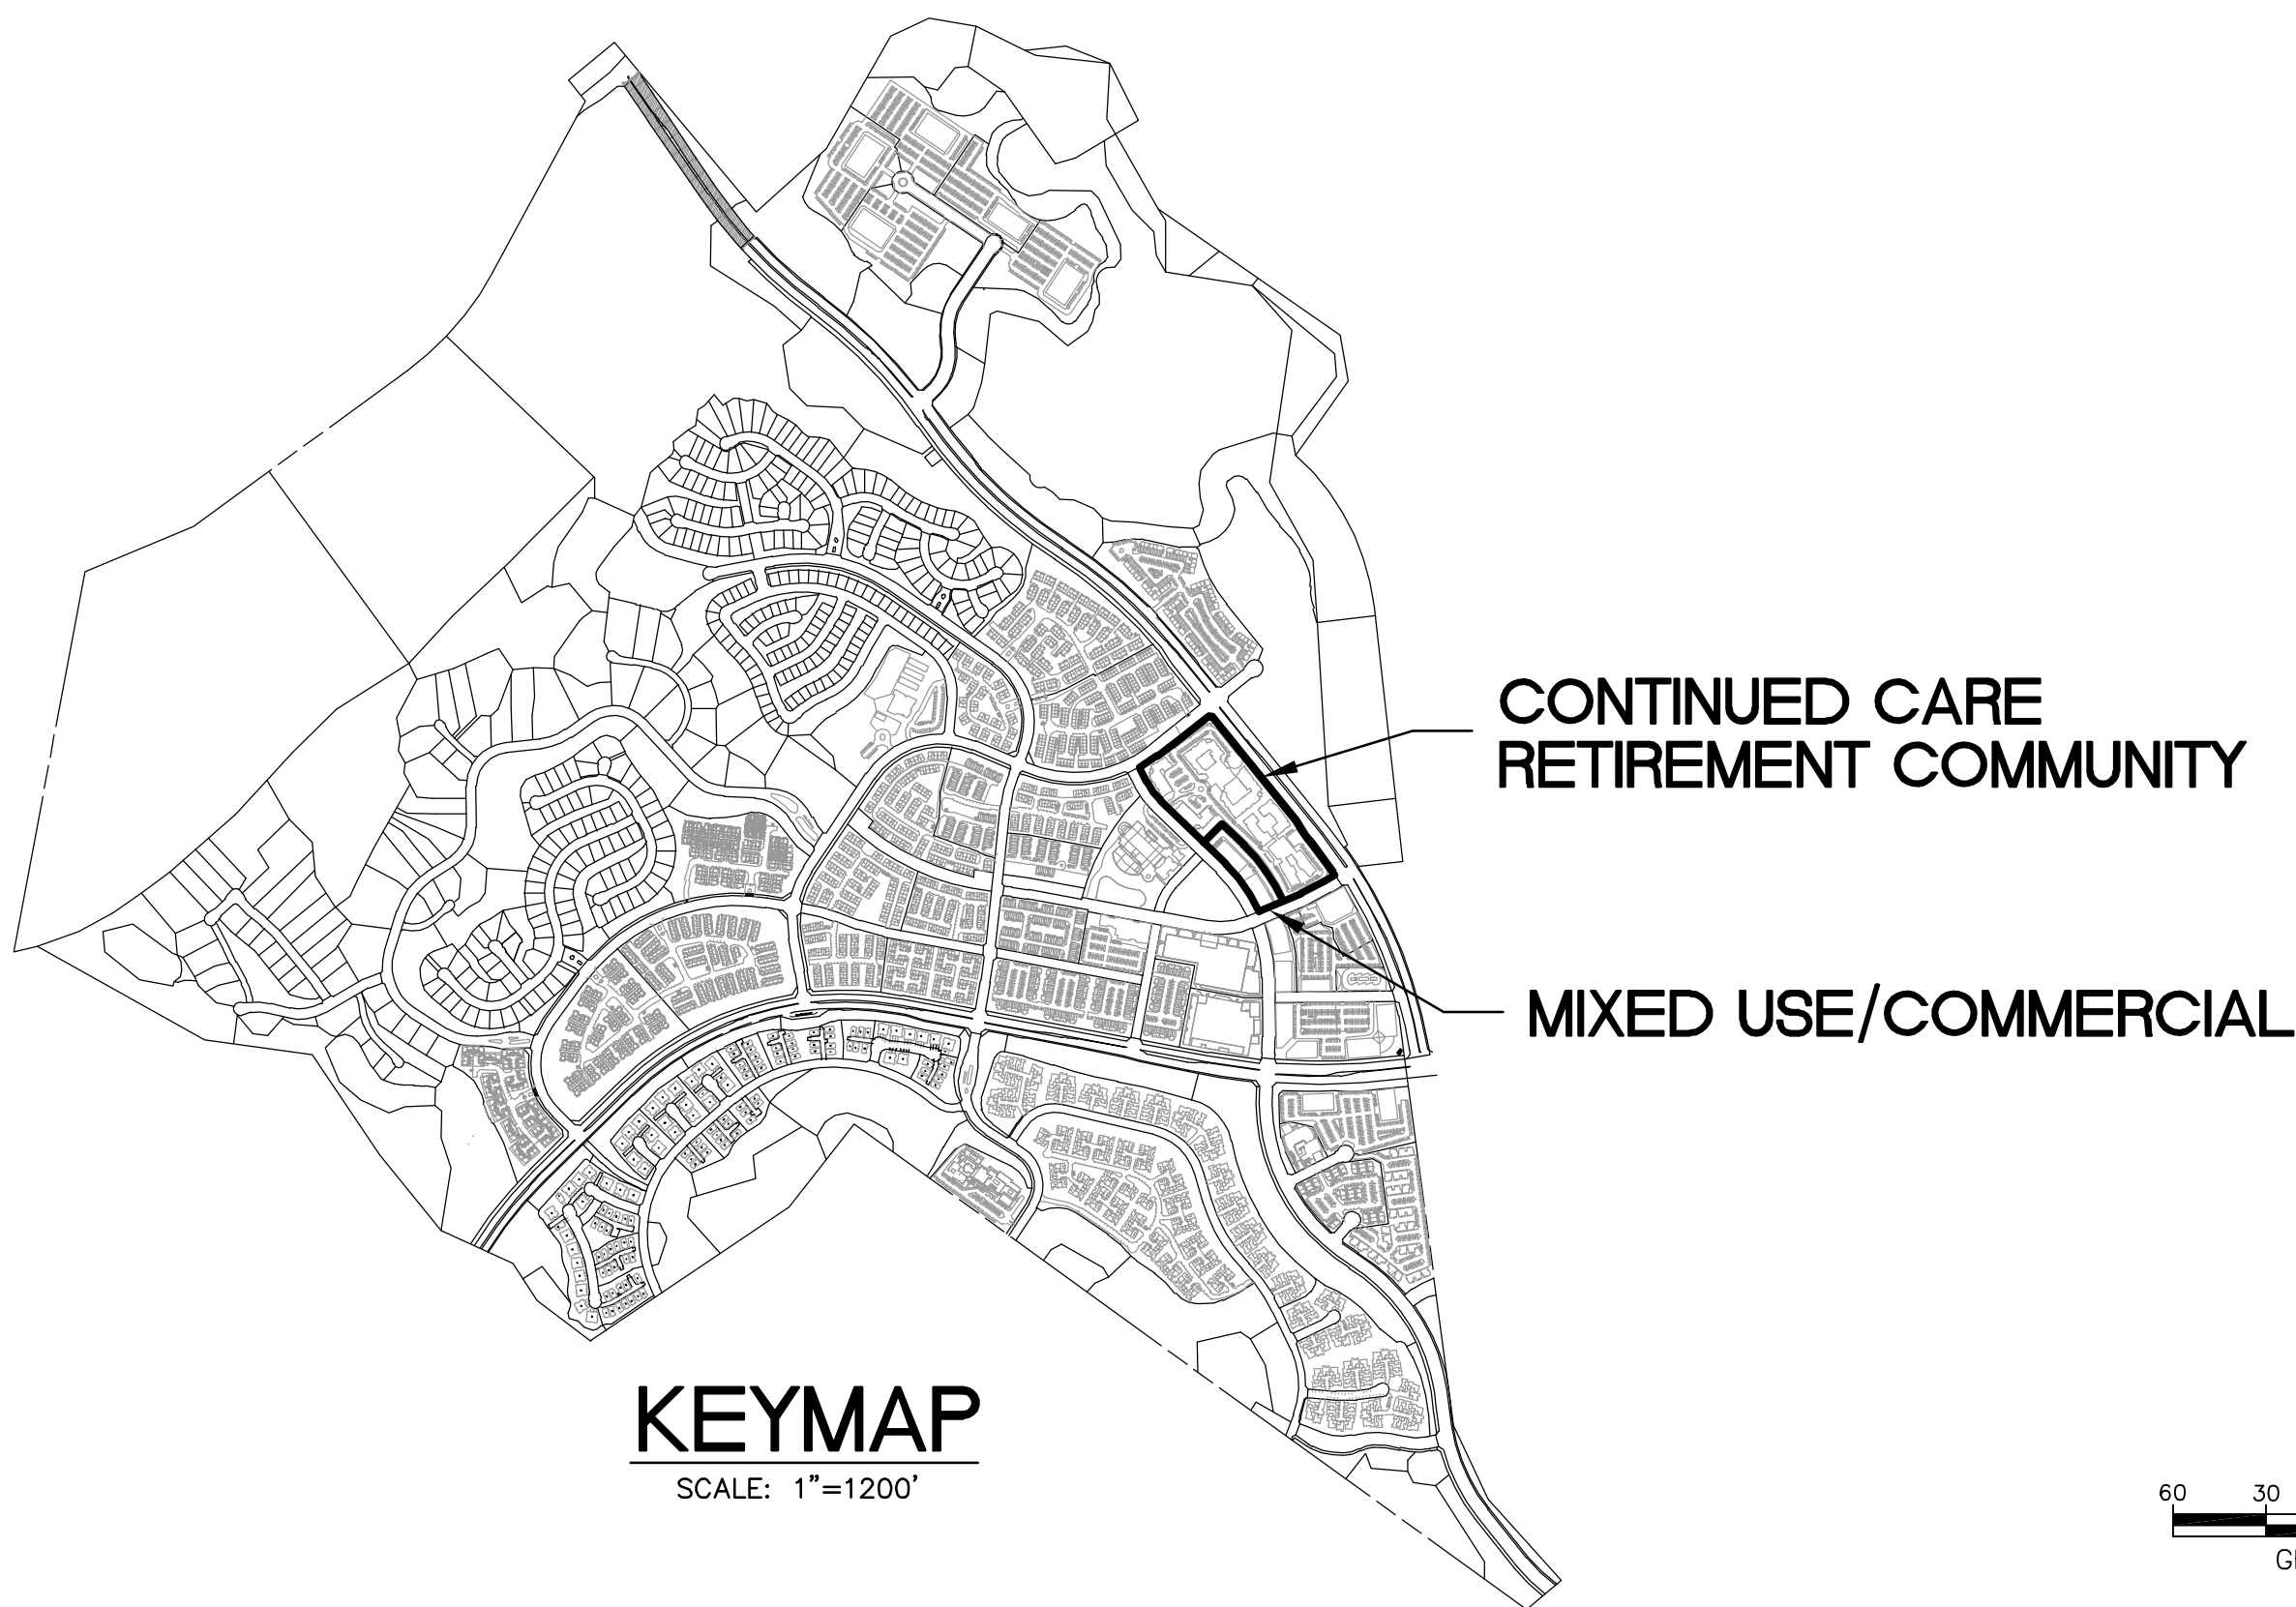 CONTINUED CARE
RETIREMENT COMMUNITY
MIXED USE/COMMERCIAL
KEYMAP
SCALE: 1"=1200'
60 30